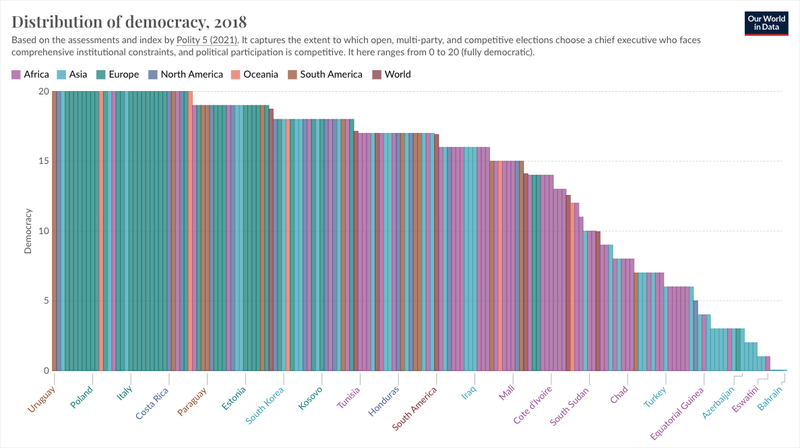 Distribution of democracy, 2018
Our World
in Data
Based on the assessments and index by Polity 5 (2021). It captures the extent to which open, multi-party, and competitive elections choose a chief executive who faces
comprehensive institutional constraints, and political participation is competitive. It here ranges from 0 to 20 (fully democratic).
Africa Asia Europe North America Oceania South America World
20
15
10
5
0
Democracy
Uruguay
Poland
Italy
Costa Rica
Paraguay
Estonia
South Korea
Kosovo
Tunisia
Honduras
South America
Iraq
Mali
Cote d'Ivoire
South Sudan
Chad
Turkey
Equatorial Guinea
Azerbaijan
Eswatini
Bahrain